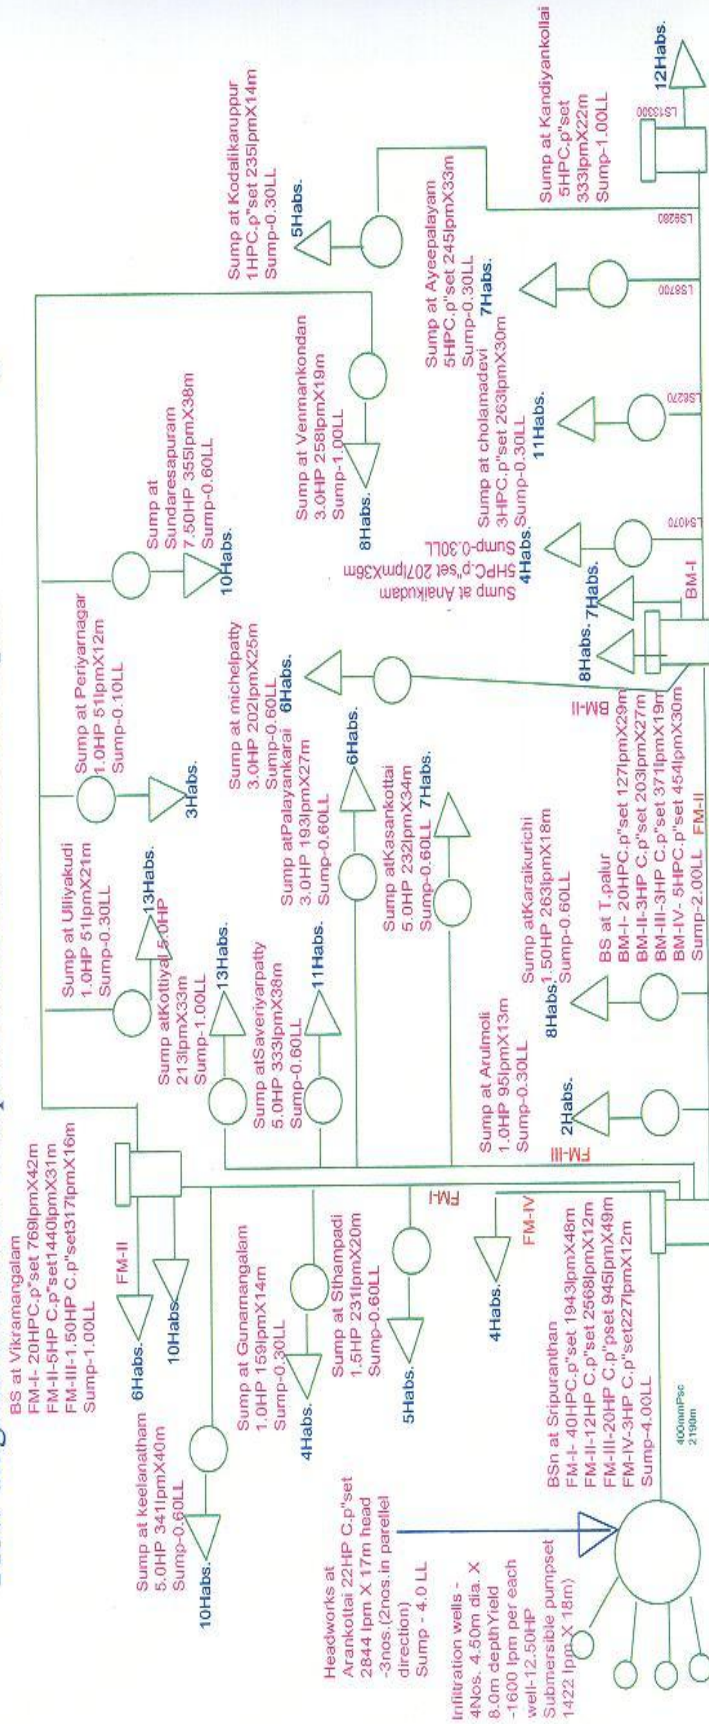 BS at Vikramangalam
FM-I- 20HPC.p"set 769lpmX42m
FM-II-5HP C.p"set1440lpmX31m
FM-III-1.50HP C.p"set317lpmX16m
Sump-1.00LL
FM-II
6Habs.
10Habs.
Sump at keelanatham
5.0HP 341lpmX40m
Sump-0.60LL
10Habs.
Sump at Gunamangalam
1.0HP 159lpmX14m
Sump-0.30LL
4Habs.
Sump at Sthampadi
1.5HP 231lpmX20m
Sump-0.60LL
5Habs.
Headworks at
Arankottai 22HP C.p"set
2844 lpm X 17m head
-3nos.(2nos.in parellel
direction)
Sump - 4.0 LL
Infiltration wells -
4Nos. 4.50m dia. X
8.0m depthYield
-1600 lpm per each
well-12.50HP
Submersible pumpset
1422 lpm X 18m)
BSn at Sripuranthan
FM-I- 40HPC.p"set 1943lpmX48m
FM-II-12HP C.p"set 2568lpmX12m
FM-III-20HP C.p"pset 945lpmX49m
FM-IV-3HP C.p"set227lpmX12m
Sump-4.00LL
400mmPsc
2190m
4Habs.
FM-IV
FM-I
FM-III
Sump at Ulliyakudi
1.0HP 51lpmX21m
Sump-0.30LL
13Habs.
Sump atKottiyal 5.0HP
213lpmX33m
Sump-1.00LL
13Habs.
Sump atSaveriyarpatty
5.0HP 333lpmX38m
Sump-0.60LL
11Habs.
Sump at Periyarnagar
1.0HP 51lpmX12m
Sump-0.10LL
3Habs.
Sump at michelpatty
3.0HP 202lpmX25m
Sump-0.60LL
6Habs.
Sump atPalayankarai
3.0HP 193lpmX27m
Sump-0.60LL
6Habs.
Sump atKasankottai
5.0HP 232lpmX34m
Sump-0.60LL
7Habs.
Sump at Arulmoli
1.0HP 95lpmX13m
Sump-0.30LL
2Habs.
Sump atKaraikurichi
1.50HP 263lpmX18m
Sump-0.60LL
8Habs.
BS at T.palur
BM-I- 20HPC.p"set 127lpmX29m
BM-II-3HP C.p"set 203lpmX27m
BM-III-3HP C.p"set 371lpmX19m
BM-IV- 5HPC.p"set 454lpmX30m
Sump-2.00LL
FM-II
BM-II
8Habs.
7Habs.
BM-I
Sump at
Sundaresapuram
7.50HP 355lpmX38m
Sump-0.60LL
10Habs.
Sump at Venmankondan
3.0HP 258lpmX19m
Sump-1.00LL
8Habs.
Sump at Anaikudam
5HPC.p"set 207lpmX36m
Sump-0.30LL
4Habs.
Sump at cholamadevi
3HPC.p"set 263lpmX30m
Sump-0.30LL
11Habs.
Sump at Ayeepalayam
5HPC.p"set 245lpmX33m
Sump-0.30LL
7Habs.
Sump at Kodalikaruppur
1HPC.p"set 235lpmX14m
Sump-0.30LL
5Habs.
Sump at Kandiyankollai
5HPC.p"set
333lpmX22m
Sump-1.00LL
12Habs.
LS4070
LS6270
LS8700
LS9280
LS13300